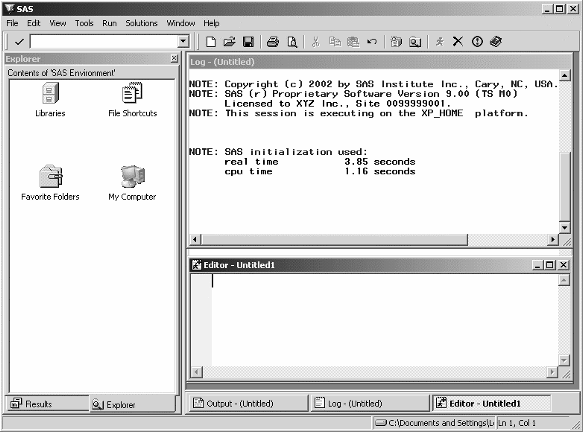 SAS
File Edit View Tools Run Solutions Window Help
Explorer
Contents of 'SAS Environment'
Libraries
File Shortcuts
Favorite Folders
My Computer
Results
Explorer
Log - (Untitled)
NOTE: Copyright (c) 2002 by SAS Institute Inc., Cary, NC, USA.
NOTE: SAS (r) Proprietary Software Version 9.00 (TS M0)
Licensed to XYZ Inc., Site 0099999001.
NOTE: This session is executing on the XP_HOME platform.
NOTE: SAS initialization used:
real time 3.85 seconds
cpu time 1.16 seconds
Editor - Untitled1
Output - (Untitled)
Log - (Untitled)
Editor - Untitled1
C:\Documents and Settings\L
Ln 1, Col 1